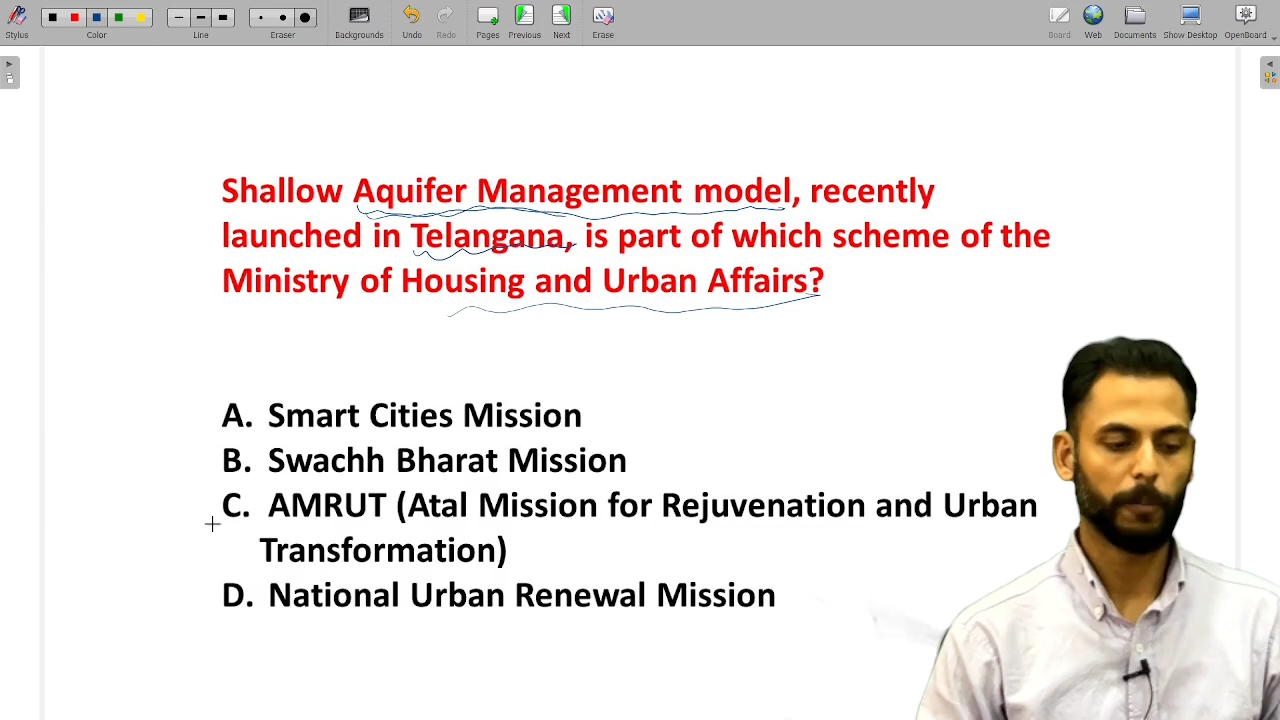 Stylus
Color
Line
Eraser
Backgrounds
Undo
Redo
Pages
Previous
Next
Erase
Board
Web
Documents
Show Desktop
OpenBoard
Shallow Aquifer Management model, recently
launched in Telangana, is part of which scheme of the
Ministry of Housing and Urban Affairs?
A. Smart Cities Mission
B. Swachh Bharat Mission
C. AMRUT (Atal Mission for Rejuvenation and Urban
Transformation)
D. National Urban Renewal Mission